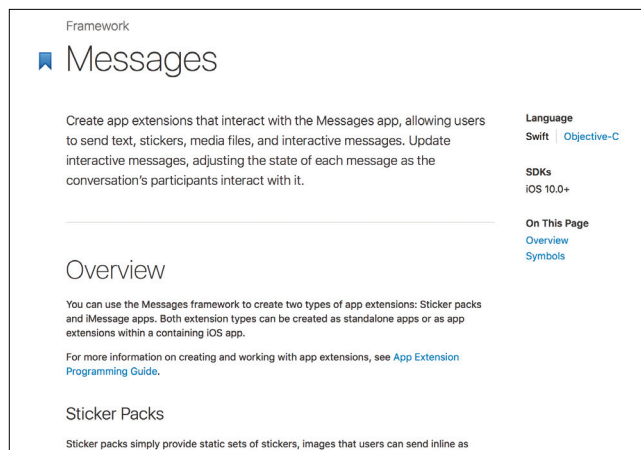 Framework
Messages
Create app extensions that interact with the Messages app, allowing users
to send text, stickers, media files, and interactive messages. Update
interactive messages, adjusting the state of each message as the
conversation’s participants interact with it.
Language
Swift Objective-C
SDKs
iOS 10.0+
On This Page
Overview
Symbols
Overview
You can use the Messages framework to create two types of app extensions: Sticker packs
and iMessage apps. Both extension types can be created as standalone apps or as app
extensions within a containing iOS app.
For more information on creating and working with app extensions, see App Extension
Programming Guide.
Sticker Packs
Sticker packs simply provide static sets of stickers, images that users can send inline as